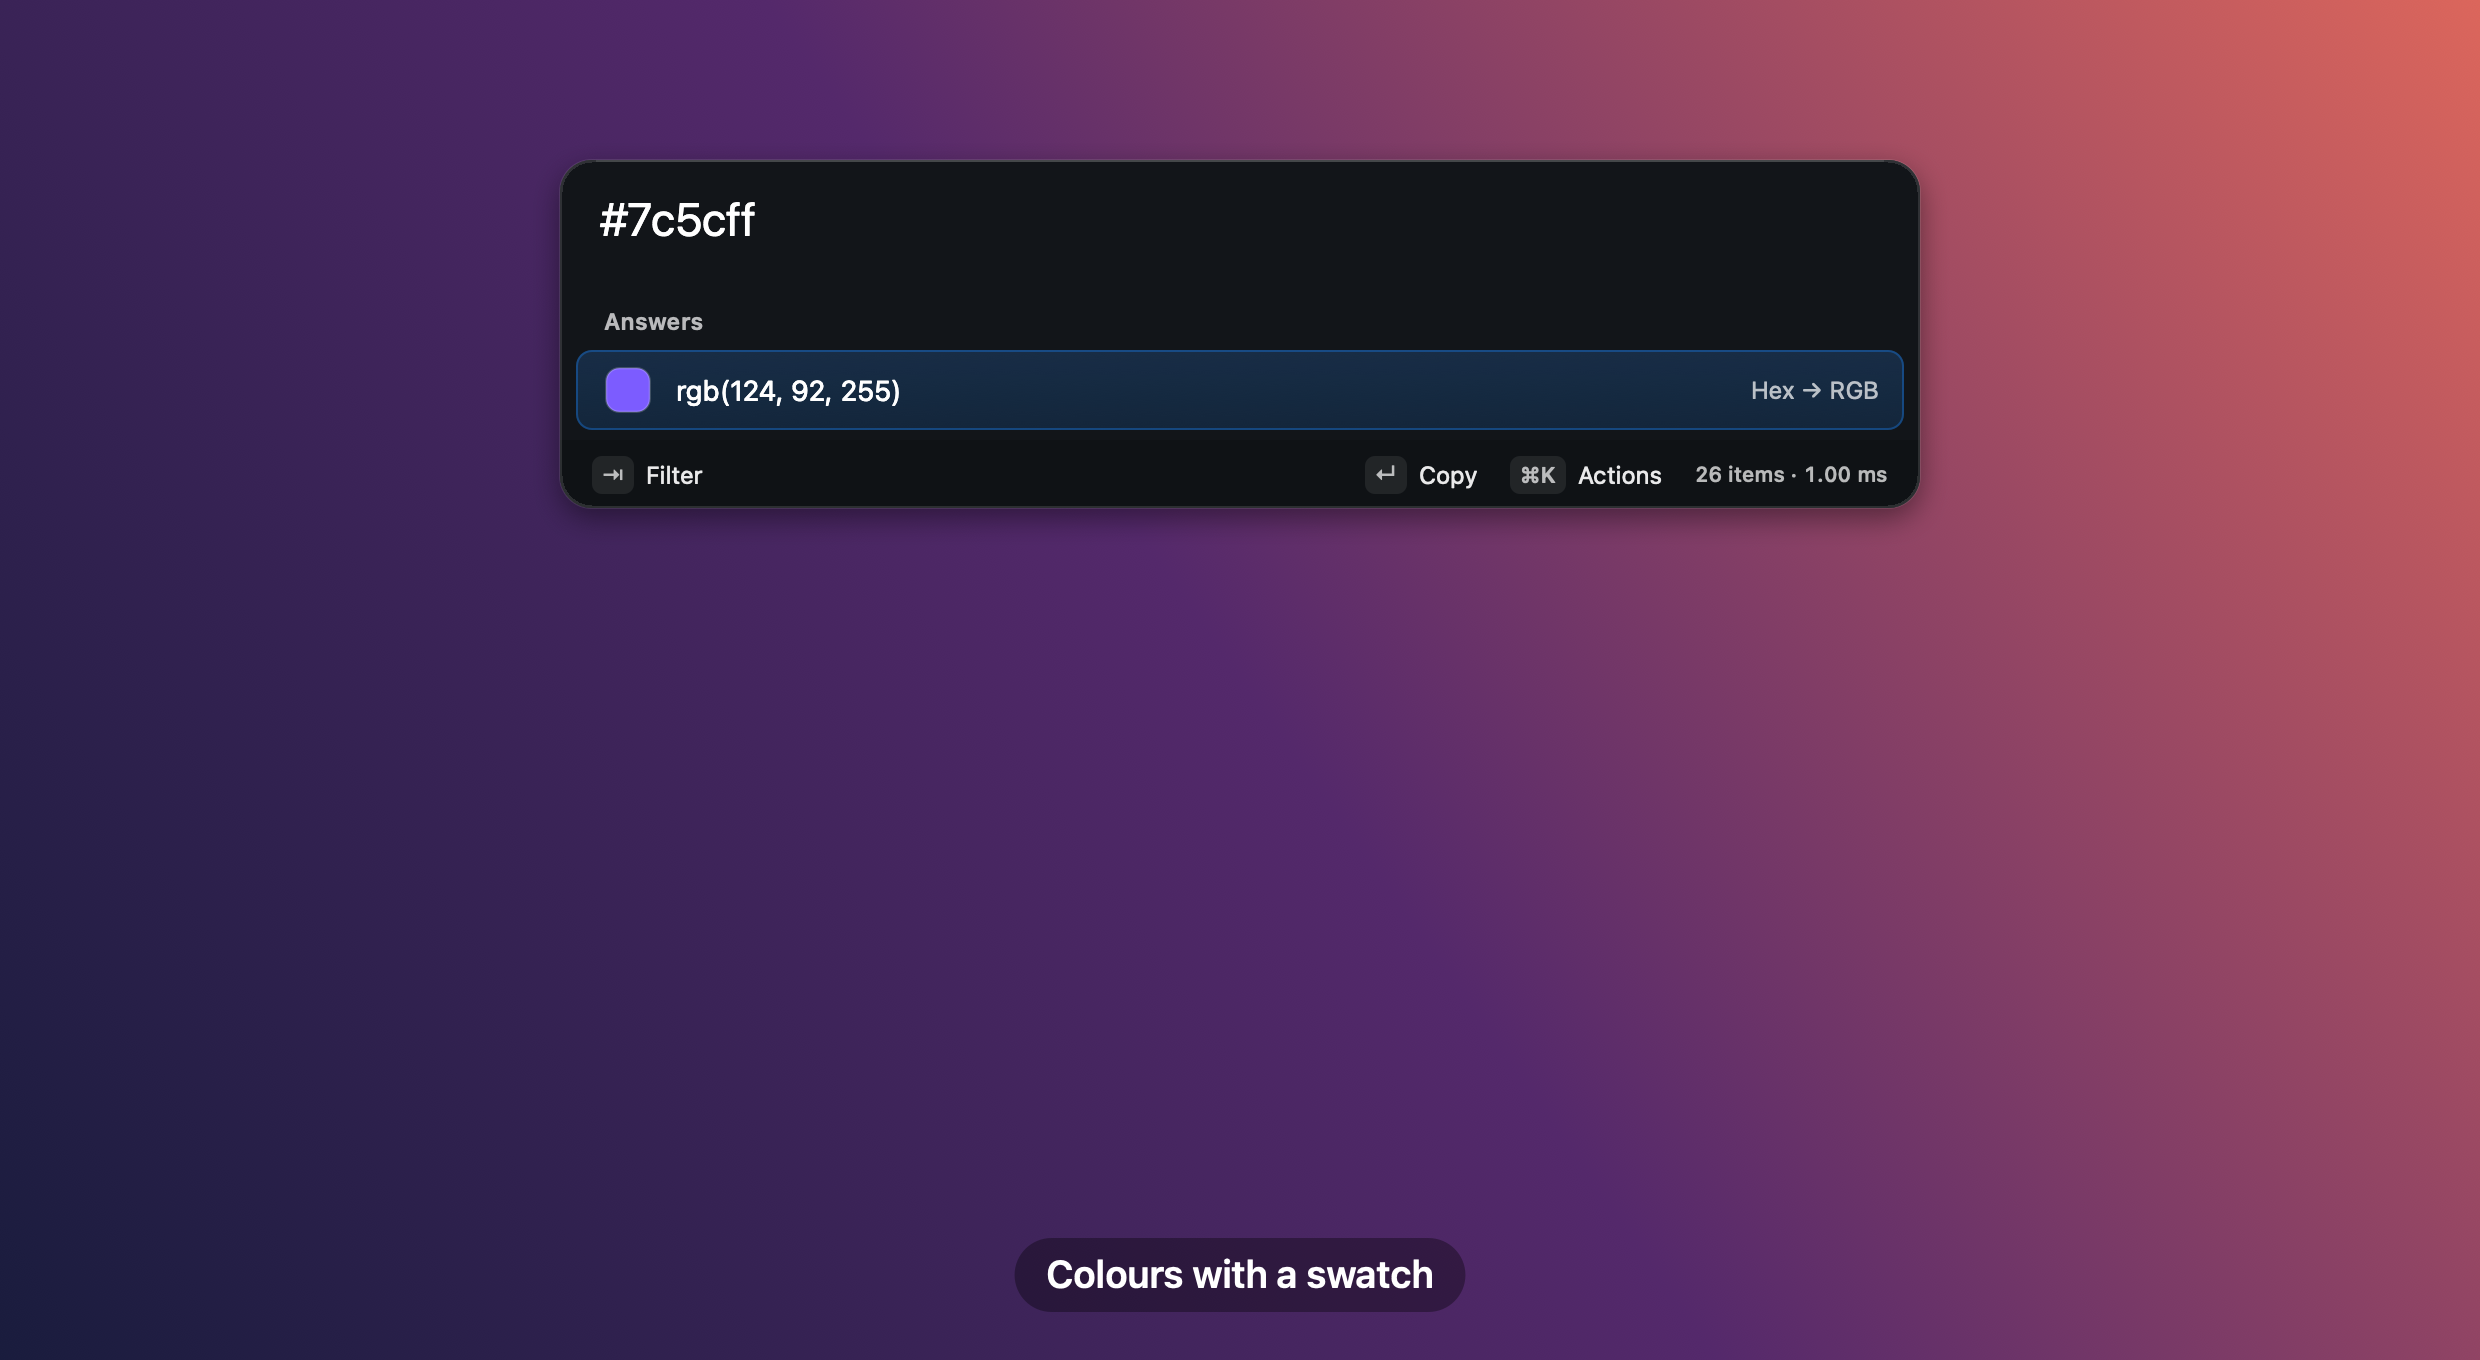 #7c5cff
Answers
rgb(124, 92, 255) Hex → RGB
⇥ Filter ↵ Copy ⌘K Actions 26 items · 1.00 ms
Colours with a swatch